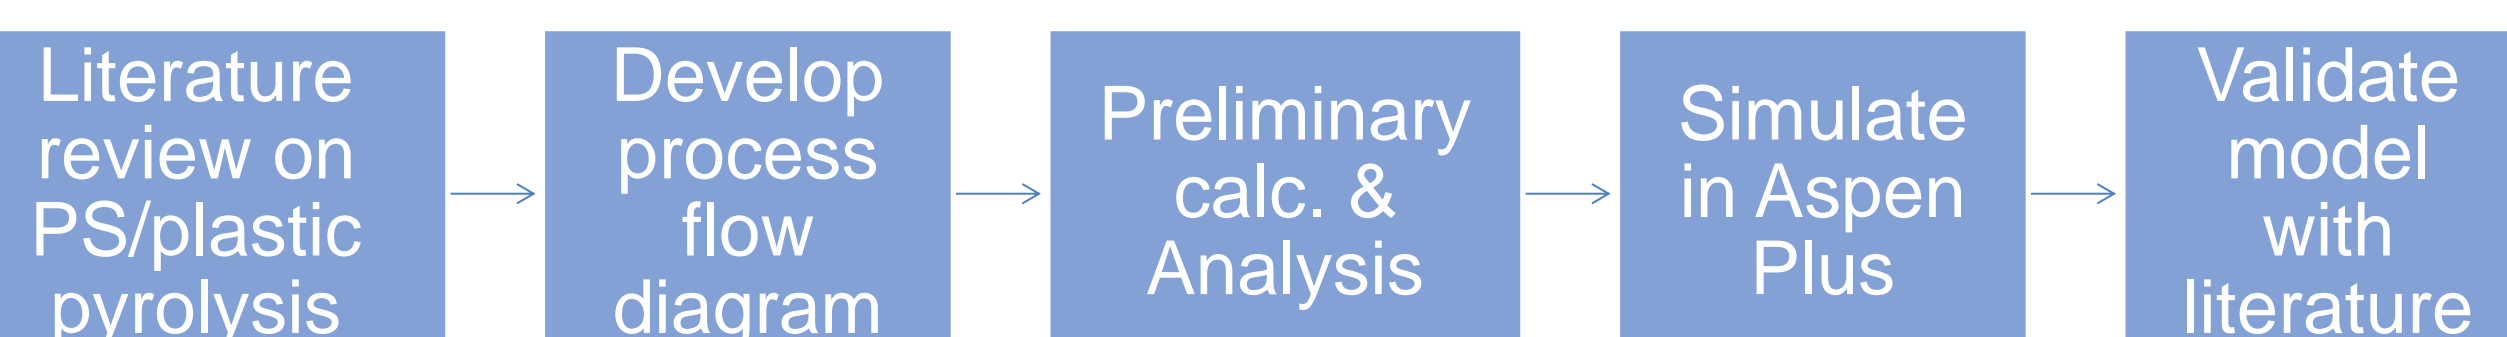 Literature
review on
PS/plastic
pyrolysis
Develop
process
flow
diagram
Preliminary
calc. &
Analysis
Simulate
in Aspen
Plus
Validate
model
with
literature